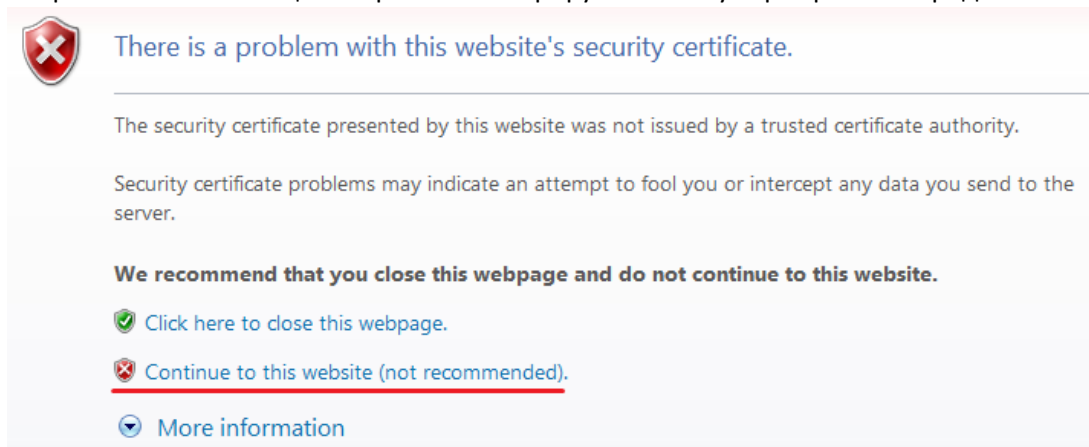 There is a problem with this website's security certificate.
The security certificate presented by this website was not issued by a trusted certificate authority.
Security certificate problems may indicate an attempt to fool you or intercept any data you send to the
server.
We recommend that you close this webpage and do not continue to this website.
Click here to close this webpage.
Continue to this website (not recommended).
More information